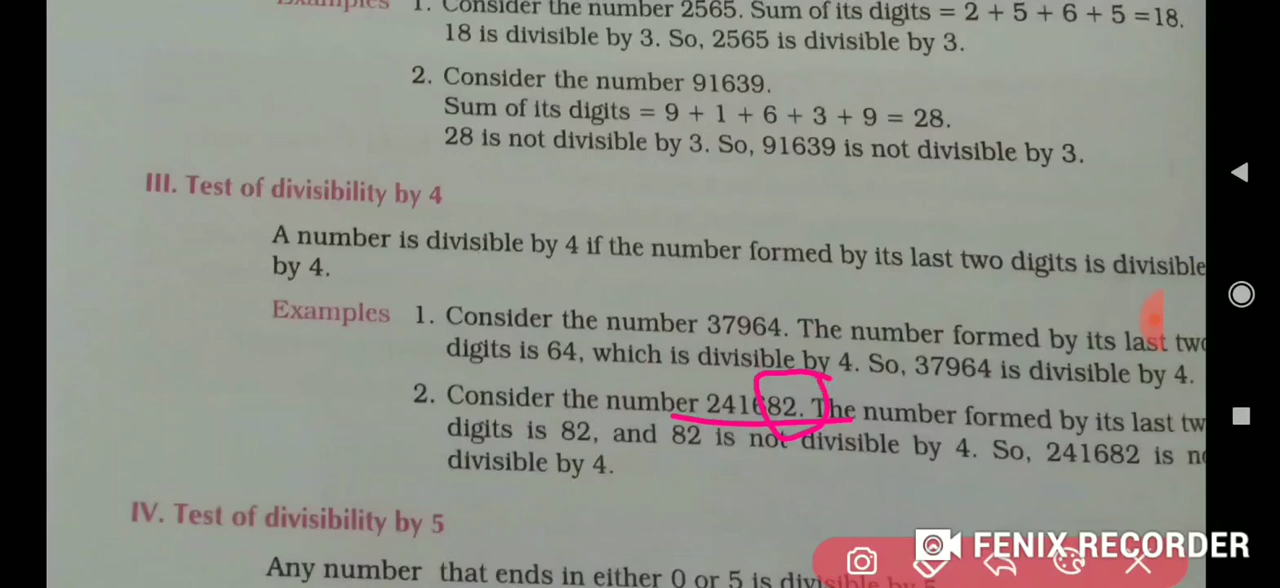 Examples 1. Consider the number 2565. Sum of its digits = 2 + 5 + 6 + 5 =18.
18 is divisible by 3. So, 2565 is divisible by 3.
2. Consider the number 91639.
Sum of its digits = 9 + 1 + 6 + 3 + 9 = 28.
28 is not divisible by 3. So, 91639 is not divisible by 3.
III. Test of divisibility by 4
A number is divisible by 4 if the number formed by its last two digits is divisible
by 4.
Examples 1. Consider the number 37964. The number formed by its last two
digits is 64, which is divisible by 4. So, 37964 is divisible by 4.
2. Consider the number 241682. The number formed by its last tw
digits is 82, and 82 is not divisible by 4. So, 241682 is no
divisible by 4.
IV. Test of divisibility by 5
Any number that ends in either 0 or 5 is divisible by 5
FENIX RECORDER